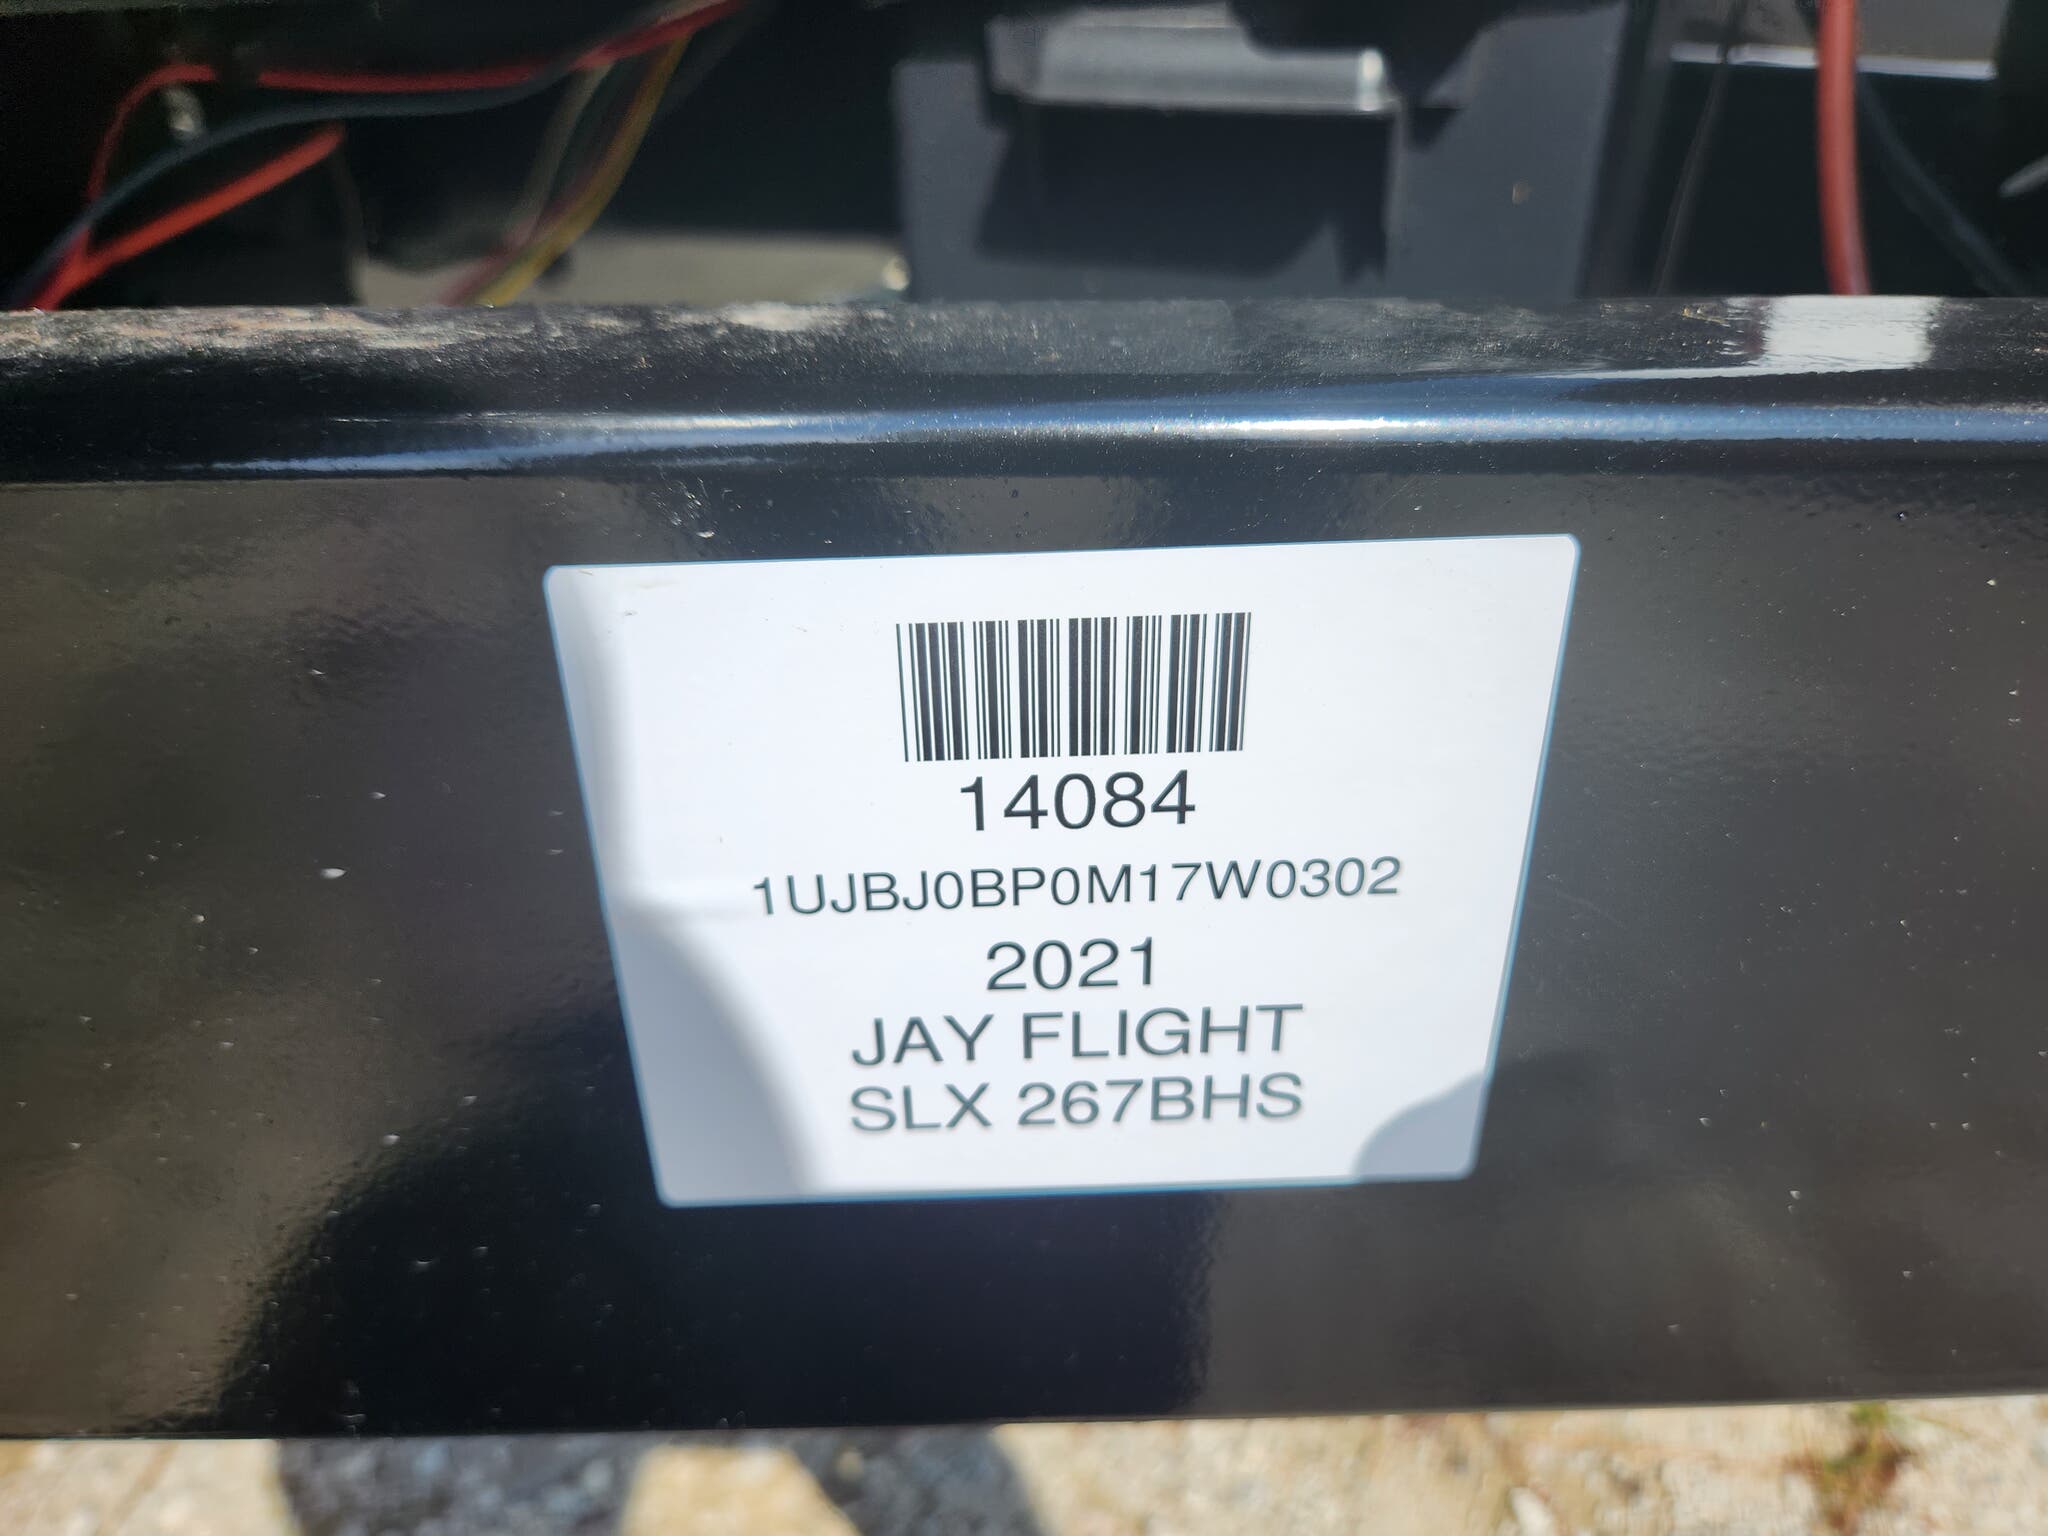 14084
1UJBJ0BP0M17W0302
2021
JAY FLIGHT
SLX 267BHS